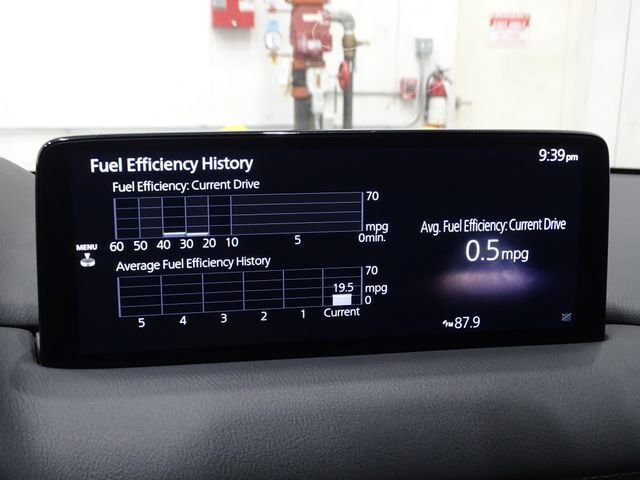 Fuel Efficiency History
9:39pm
Fuel Efficiency: Current Drive
70
mpg
60 50 40 30 20 10 5 0min.
MENU
Average Fuel Efficiency History
70
19.5
mpg
0
5 4 3 2 1 Current
Avg. Fuel Efficiency: Current Drive
0.5mpg
FM 87.9